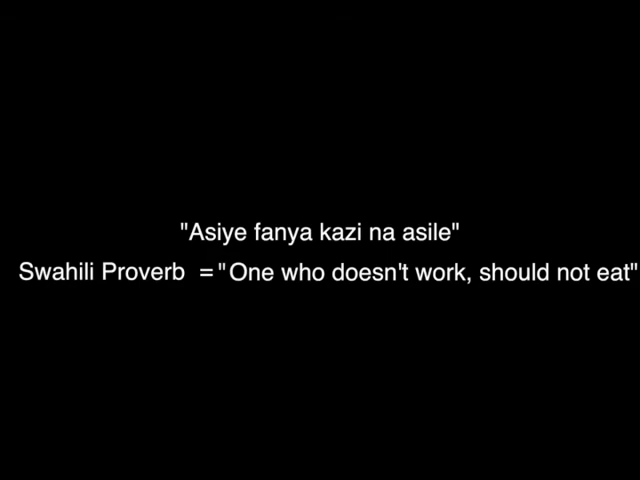 "Asiye fanya kazi na asile"
Swahili Proverb = "One who doesn't work, should not eat"